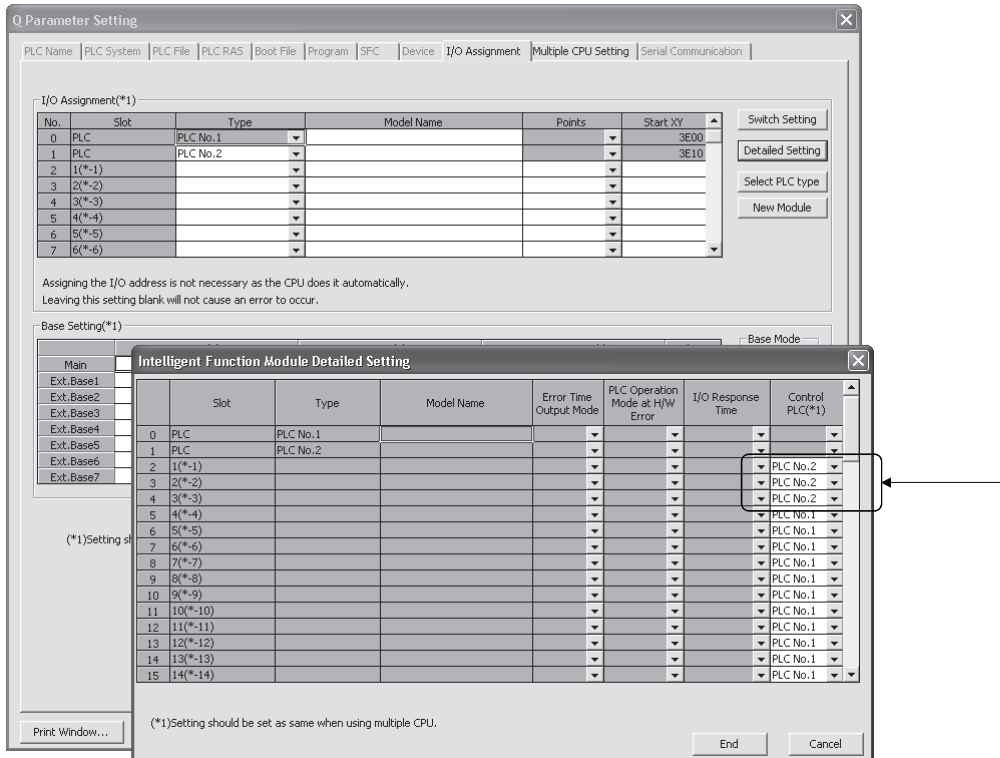 Q Parameter Setting
PLC Name PLC System PLC File PLC RAS Boot File Program SFC Device I/O Assignment Multiple CPU Setting Serial Communication
I/O Assignment(*1)
No. Slot Type Model Name Points Start XY
0 PLC PLC No.1 3E00
1 PLC PLC No.2 3E10
2 1(*-1)
3 2(*-2)
4 3(*-3)
5 4(*-4)
6 5(*-5)
7 6(*-6)
Switch Setting
Detailed Setting
Select PLC type
New Module
Assigning the I/O address is not necessary as the CPU does it automatically.
Leaving this setting blank will not cause an error to occur.
Base Setting(*1)
Base Mode
Main
Ext.Base1
Ext.Base2
Ext.Base3
Ext.Base4
Ext.Base5
Ext.Base6
Ext.Base7
(*1)Setting
Print Window...
Intelligent Function Module Detailed Setting
Slot Type Model Name Error Time Output Mode PLC Operation Mode at H/W Error I/O Response Time Control PLC(*1)
0 PLC PLC No.1
1 PLC PLC No.2
2 1(*-1) PLC No.2
3 2(*-2) PLC No.2
4 3(*-3) PLC No.2
5 4(*-4) PLC No.1
6 5(*-5) PLC No.1
7 6(*-6) PLC No.1
8 7(*-7) PLC No.1
9 8(*-8) PLC No.1
10 9(*-9) PLC No.1
11 10(*-10) PLC No.1
12 11(*-11) PLC No.1
13 12(*-12) PLC No.1
14 13(*-13) PLC No.1
15 14(*-14) PLC No.1
(*1)Setting should be set as same when using multiple CPU.
End Cancel